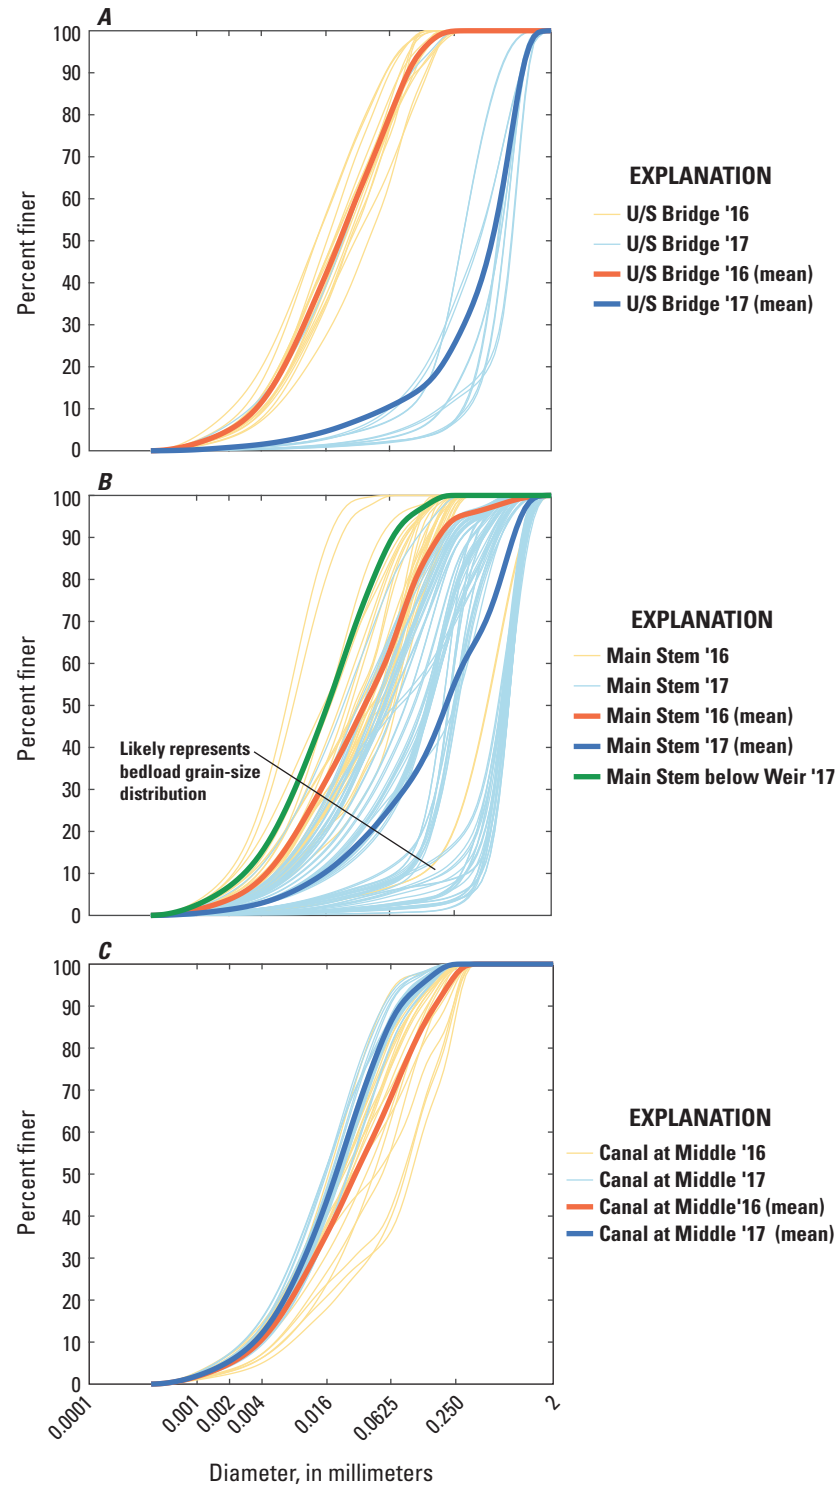 A
100
90
80
70
60
50
40
30
20
10
0
Percent finer
EXPLANATION
U/S Bridge '16
U/S Bridge '17
U/S Bridge '16 (mean)
U/S Bridge '17 (mean)
B
100
90
80
70
60
50
40
30
20
10
0
Percent finer
Likely represents
bedload grain-size
distribution
EXPLANATION
Main Stem '16
Main Stem '17
Main Stem '16 (mean)
Main Stem '17 (mean)
Main Stem below Weir '17
C
100
90
80
70
60
50
40
30
20
10
0
Percent finer
EXPLANATION
Canal at Middle '16
Canal at Middle '17
Canal at Middle'16 (mean)
Canal at Middle '17 (mean)
0.0001
0.001
0.002
0.004
0.016
0.0625
0.250
2
Diameter, in millimeters